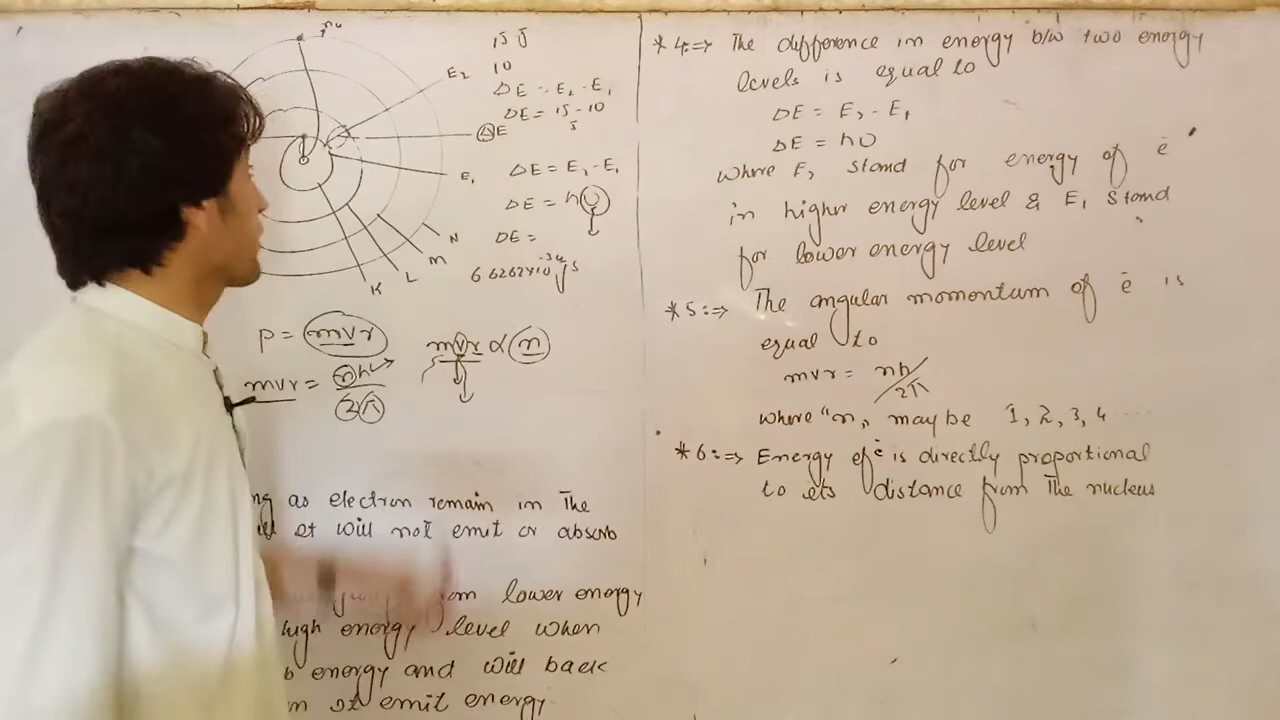 n4
15 J
10
E2
ΔE = E2 - E1
ΔE = 15 - 10
5
ΔE
E1
ΔE = E2 - E1
ΔE = hυ
ΔE =
6.6262×10-34 Js
N
M
L
K
P = mvr
mvr ∝ n
mvr = nh
2π
ng as electron remain in The
it will not emit or absorb
om lower energy
high energy level when
b energy and will back
m it emit energy
*4:⇒ The difference in energy b/w two energy
levels is equal to
ΔE = E2 - E1
ΔE = hυ
where E2 stand for energy of ē
in higher energy level & E1 stand
for lower energy level
*5:⇒ The angular momentum of ē is
equal to
mvr = nh/2π
where "n" may be 1, 2, 3, 4 ....
*6:⇒ Energy of ē is directly proportional
to its distance from The nucleus